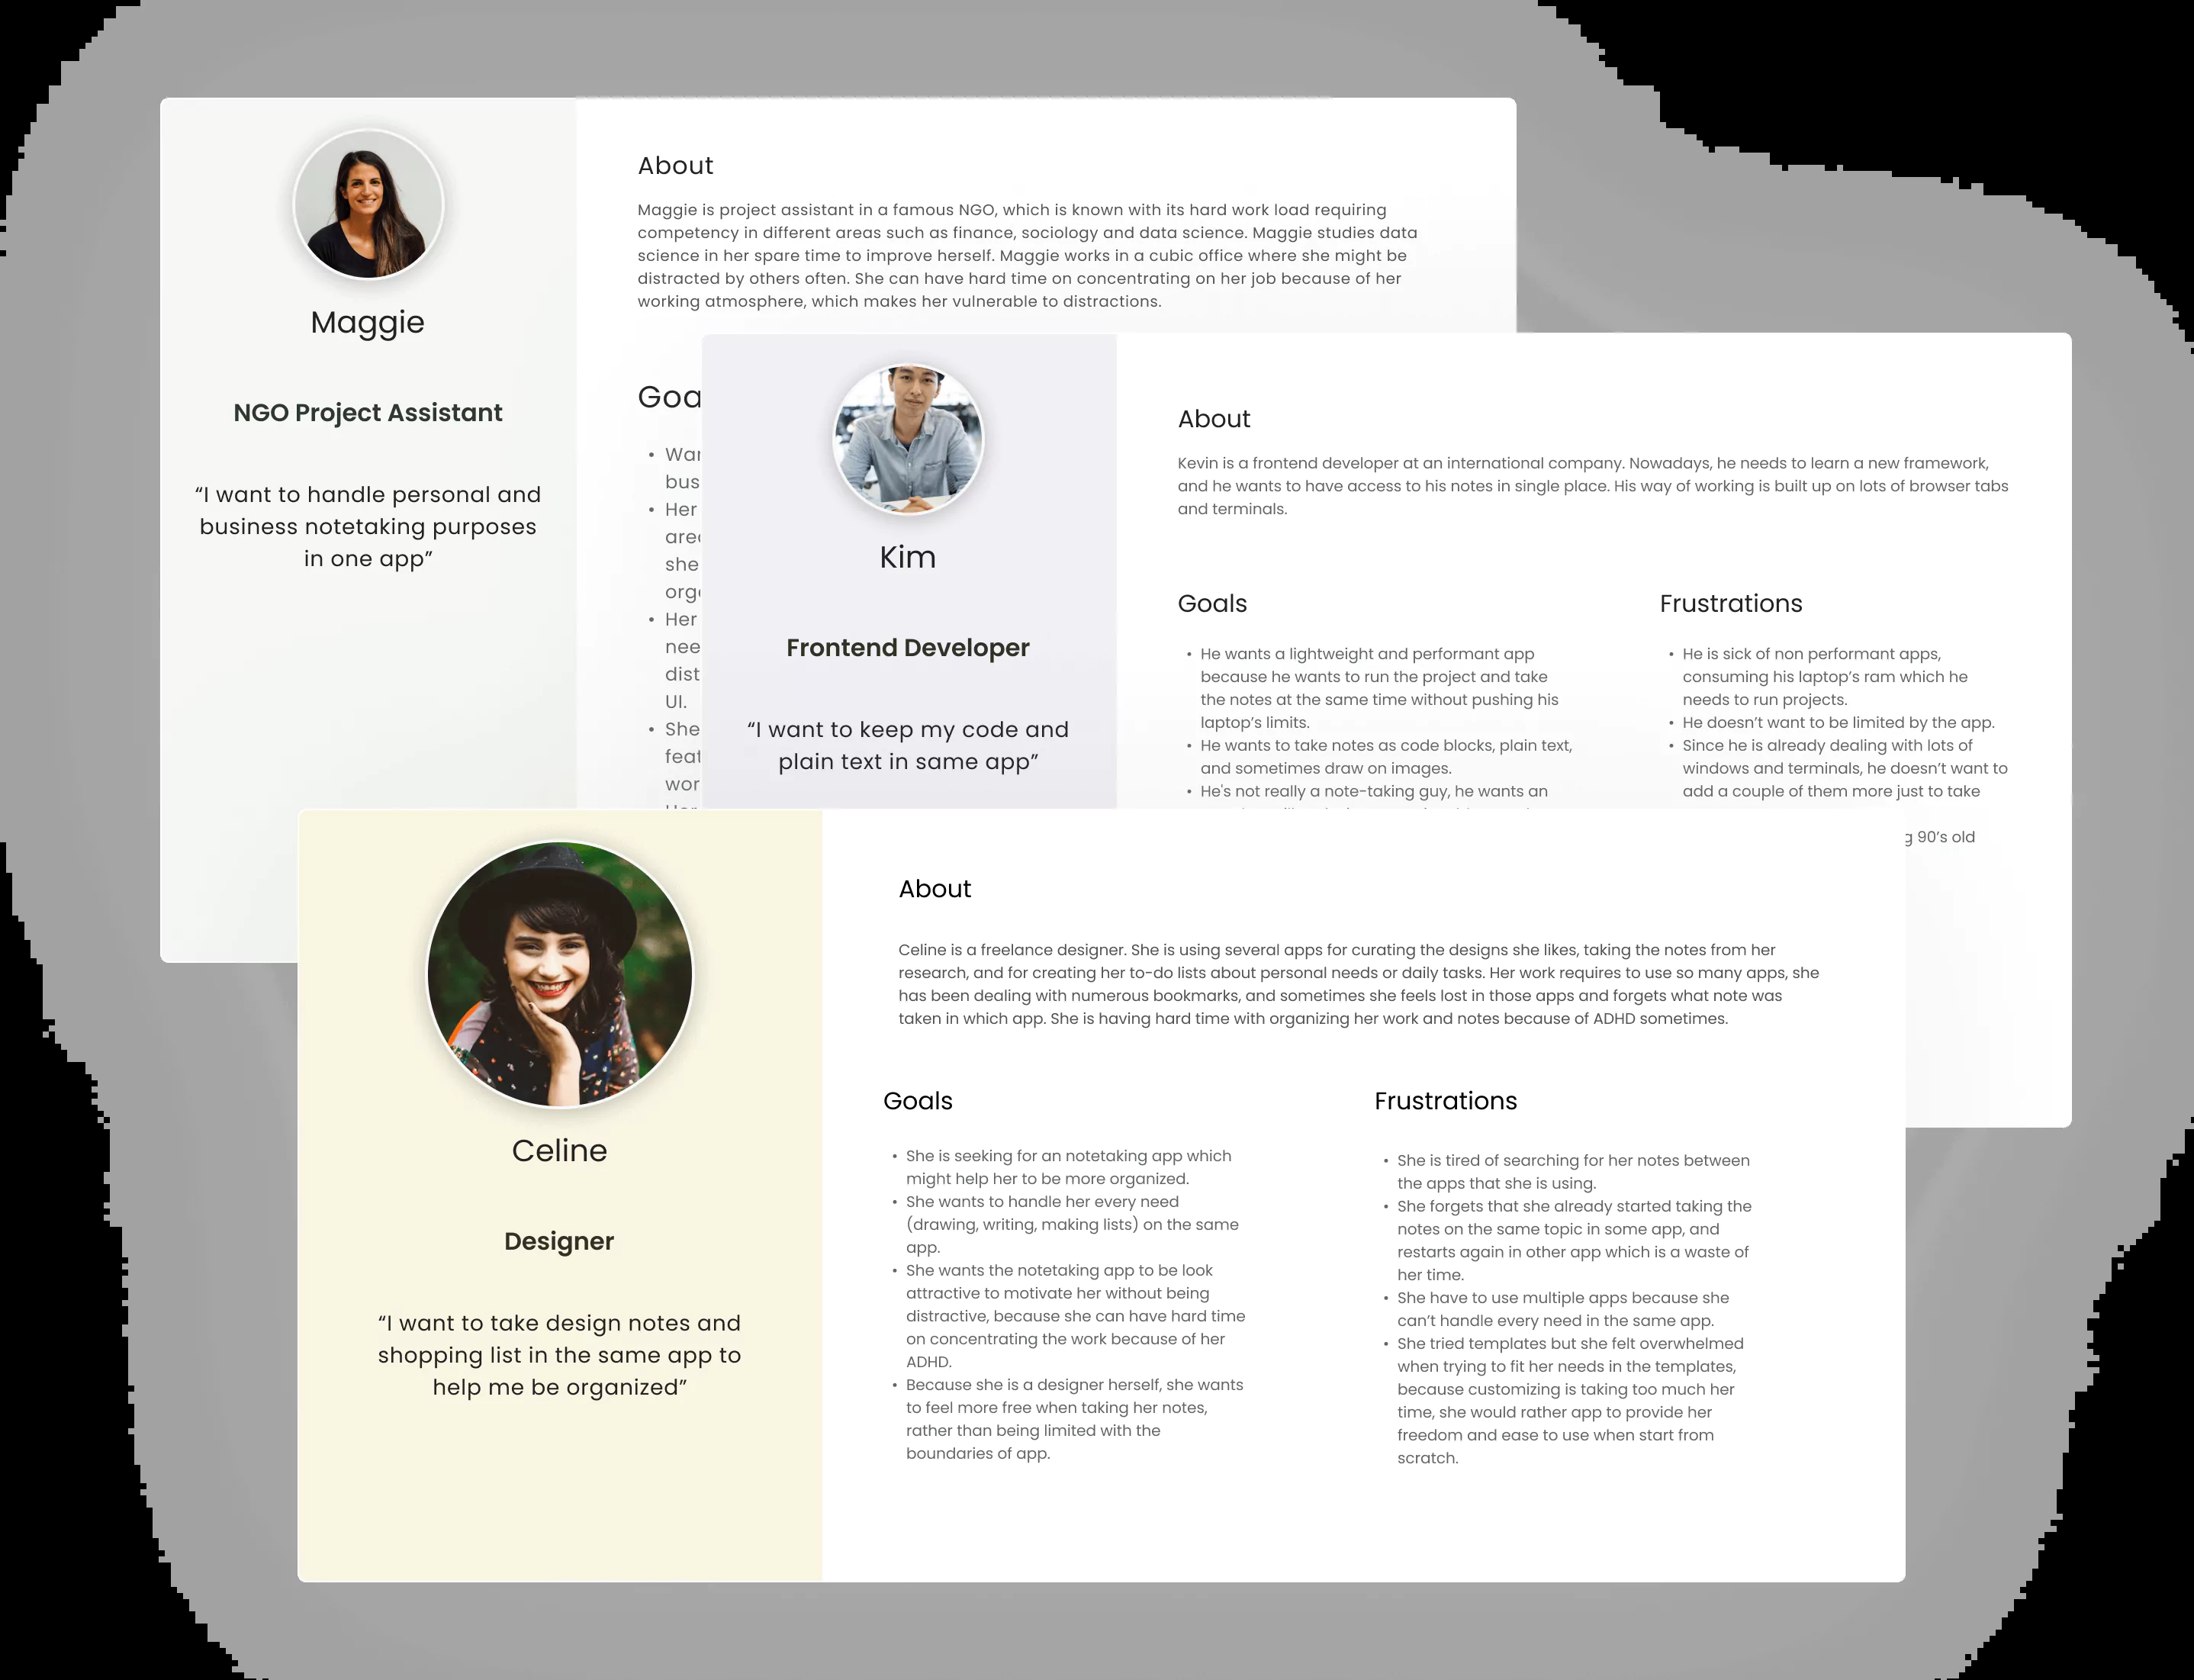 Maggie
NGO Project Assistant
“I want to handle personal and
business notetaking purposes
in one app”
About
Maggie is project assistant in a famous NGO, which is known with its hard work load requiring
competency in different areas such as finance, sociology and data science. Maggie studies data
science in her spare time to improve herself. Maggie works in a cubic office where she might be
distracted by others often. She can have hard time on concentrating on her job because of her
working atmosphere, which makes her vulnerable to distractions.
• Her
she
• Her
UI.
• She
Kim
Frontend Developer
“I want to keep my code and
plain text in same app”
About
Kevin is a frontend developer at an international company. Nowadays, he needs to learn a new framework,
and he wants to have access to his notes in single place. His way of working is built up on lots of browser tabs
and terminals.
Goals
• He wants a lightweight and performant app
because he wants to run the project and take
the notes at the same time without pushing his
laptop’s limits.
• He wants to take notes as code blocks, plain text,
and sometimes draw on images.
• He's not really a note-taking guy, he wants an
Frustrations
• He is sick of non performant apps,
consuming his laptop’s ram which he
needs to run projects.
• He doesn’t want to be limited by the app.
• Since he is already dealing with lots of
windows and terminals, he doesn’t want to
add a couple of them more just to take
90’s old
Celine
Designer
“I want to take design notes and
shopping list in the same app to
help me be organized”
About
Celine is a freelance designer. She is using several apps for curating the designs she likes, taking the notes from her
research, and for creating her to-do lists about personal needs or daily tasks. Her work requires to use so many apps, she
has been dealing with numerous bookmarks, and sometimes she feels lost in those apps and forgets what note was
taken in which app. She is having hard time with organizing her work and notes because of ADHD sometimes.
Goals
• She is seeking for an notetaking app which
might help her to be more organized.
• She wants to handle her every need
(drawing, writing, making lists) on the same
app.
• She wants the notetaking app to be look
attractive to motivate her without being
distractive, because she can have hard time
on concentrating the work because of her
ADHD.
• Because she is a designer herself, she wants
to feel more free when taking her notes,
rather than being limited with the
boundaries of app.
Frustrations
• She is tired of searching for her notes between
the apps that she is using.
• She forgets that she already started taking the
notes on the same topic in some app, and
restarts again in other app which is a waste of
her time.
• She have to use multiple apps because she
can’t handle every need in the same app.
• She tried templates but she felt overwhelmed
when trying to fit her needs in the templates,
because customizing is taking too much her
time, she would rather app to provide her
freedom and ease to use when start from
scratch.